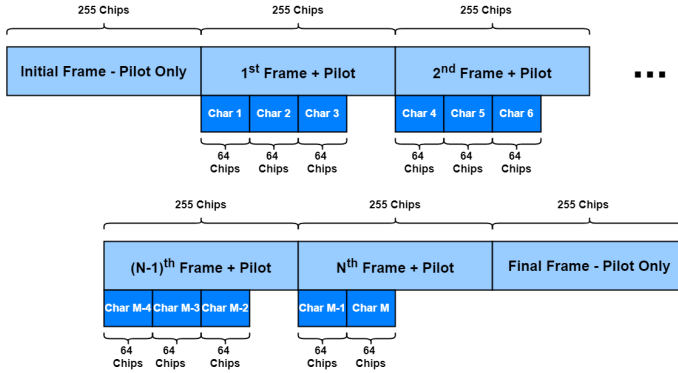 255 Chips 255 Chips 255 Chips
Initial Frame - Pilot Only 1st Frame + Pilot 2nd Frame + Pilot ...
Char 1 Char 2 Char 3 Char 4 Char 5 Char 6
64 64 64 64 64 64
Chips Chips Chips Chips Chips Chips
255 Chips 255 Chips 255 Chips
(N-1)th Frame + Pilot Nth Frame + Pilot Final Frame - Pilot Only
Char M-4 Char M-3 Char M-2 Char M-1 Char M
64 64 64 64 64
Chips Chips Chips Chips Chips